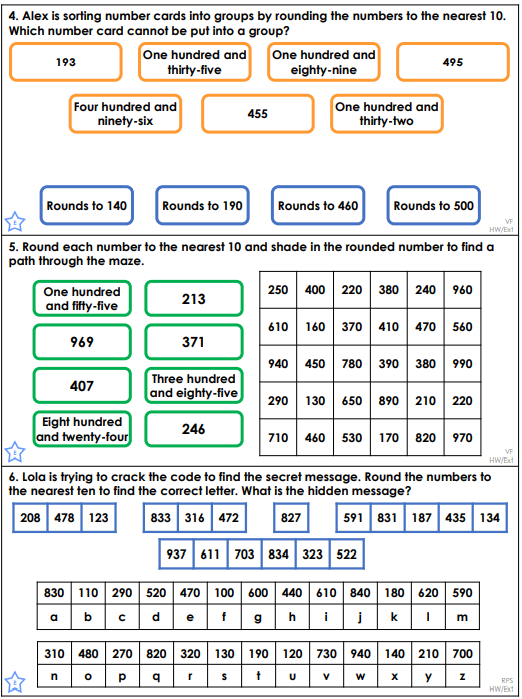 4. Alex is sorting number cards into groups by rounding the numbers to the nearest 10.
Which number card cannot be put into a group?
193
One hundred and
thirty-five
One hundred and
eighty-nine
495
Four hundred and
ninety-six
455
One hundred and
thirty-two
Rounds to 140
Rounds to 190
Rounds to 460
Rounds to 500
E
VF
HW/Ext
5. Round each number to the nearest 10 and shade in the rounded number to find a
path through the maze.
One hundred
and fifty-five
213
969
371
407
Three hundred
and eighty-five
Eight hundred
and twenty-four
246
250 400 220 380 240 960
610 160 370 410 470 560
940 450 780 390 380 990
290 130 650 890 210 220
710 460 530 170 820 970
E
VF
HW/Ext
6. Lola is trying to crack the code to find the secret message. Round the numbers to
the nearest ten to find the correct letter. What is the hidden message?
208 478 123
833 316 472
827
591 831 187 435 134
937 611 703 834 323 522
830 110 290 520 470 100 600 440 610 840 180 620 590
a b c d e f g h i j k l m
310 480 270 820 320 130 190 120 730 940 140 210 700
n o p q r s t u v w x y z
E
RPS
HW/Ext